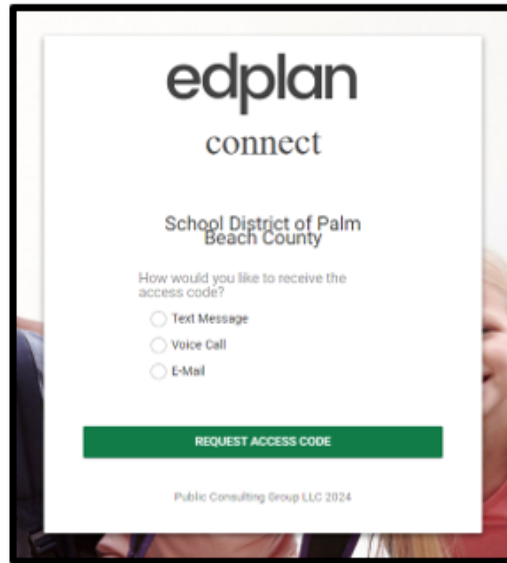 edplan
connect
School District of Palm
Beach County
How would you like to receive the
access code?
Text Message
Voice Call
E-Mail
REQUEST ACCESS CODE
Public Consulting Group LLC 2024